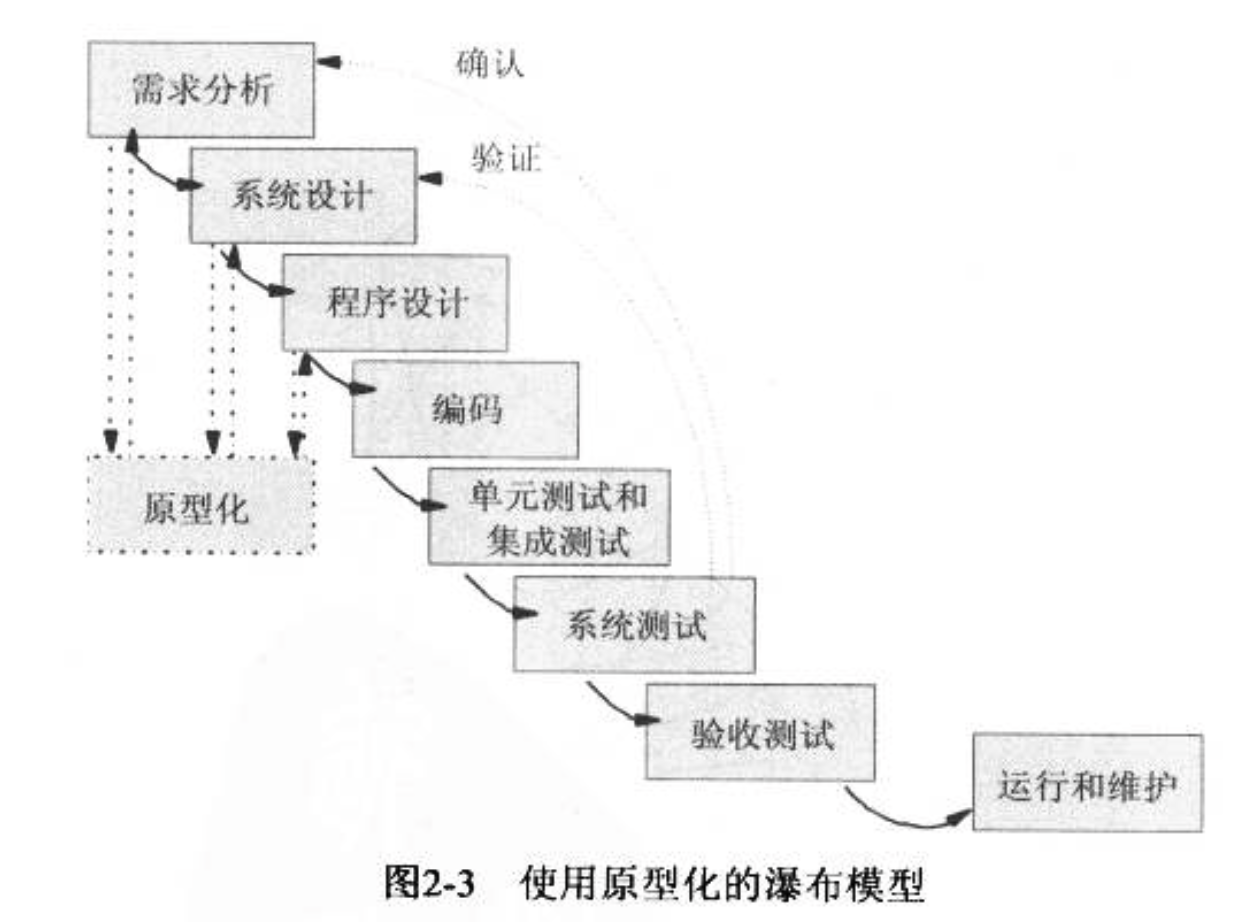 确认
需求分析
验证
系统设计
程序设计
编码
原型化
单元测试和
集成测试
系统测试
验收测试
运行和维护
图2-3 使用原型化的瀑布模型